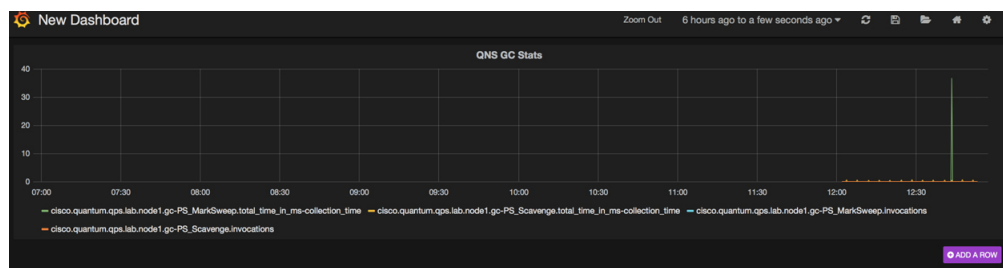 New Dashboard
Zoom Out 6 hours ago to a few seconds ago
QNS GC Stats
40
30
20
10
0
07:00 07:30 08:00 08:30 09:00 09:30 10:00 10:30 11:00 11:30 12:00 12:30
cisco.quantum.qps.lab.node1.gc-PS_MarkSweep.total_time_in_ms-collection_time cisco.quantum.qps.lab.node1.gc-PS_Scavenge.total_time_in_ms-collection_time cisco.quantum.qps.lab.node1.gc-PS_MarkSweep.invocations
cisco.quantum.qps.lab.node1.gc-PS_Scavenge.invocations
ADD A ROW